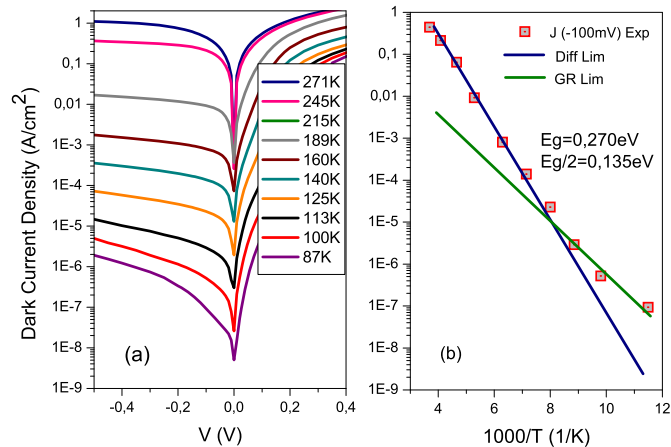 1
0,1
0,01
1E-3
1E-4
1E-5
1E-6
1E-7
1E-8
1E-9
Dark Current Density (A/cm²)
-0,4
-0,2
0,0
0,2
0,4
V (V)
(a)
271K
245K
215K
189K
160K
140K
125K
113K
100K
87K
1
0,1
0,01
1E-3
1E-4
1E-5
1E-6
1E-7
1E-8
1E-9
4
6
8
10
12
1000/T (1/K)
(b)
J (-100mV) Exp
Diff Lim
GR Lim
Eg=0,270eV
Eg/2=0,135eV